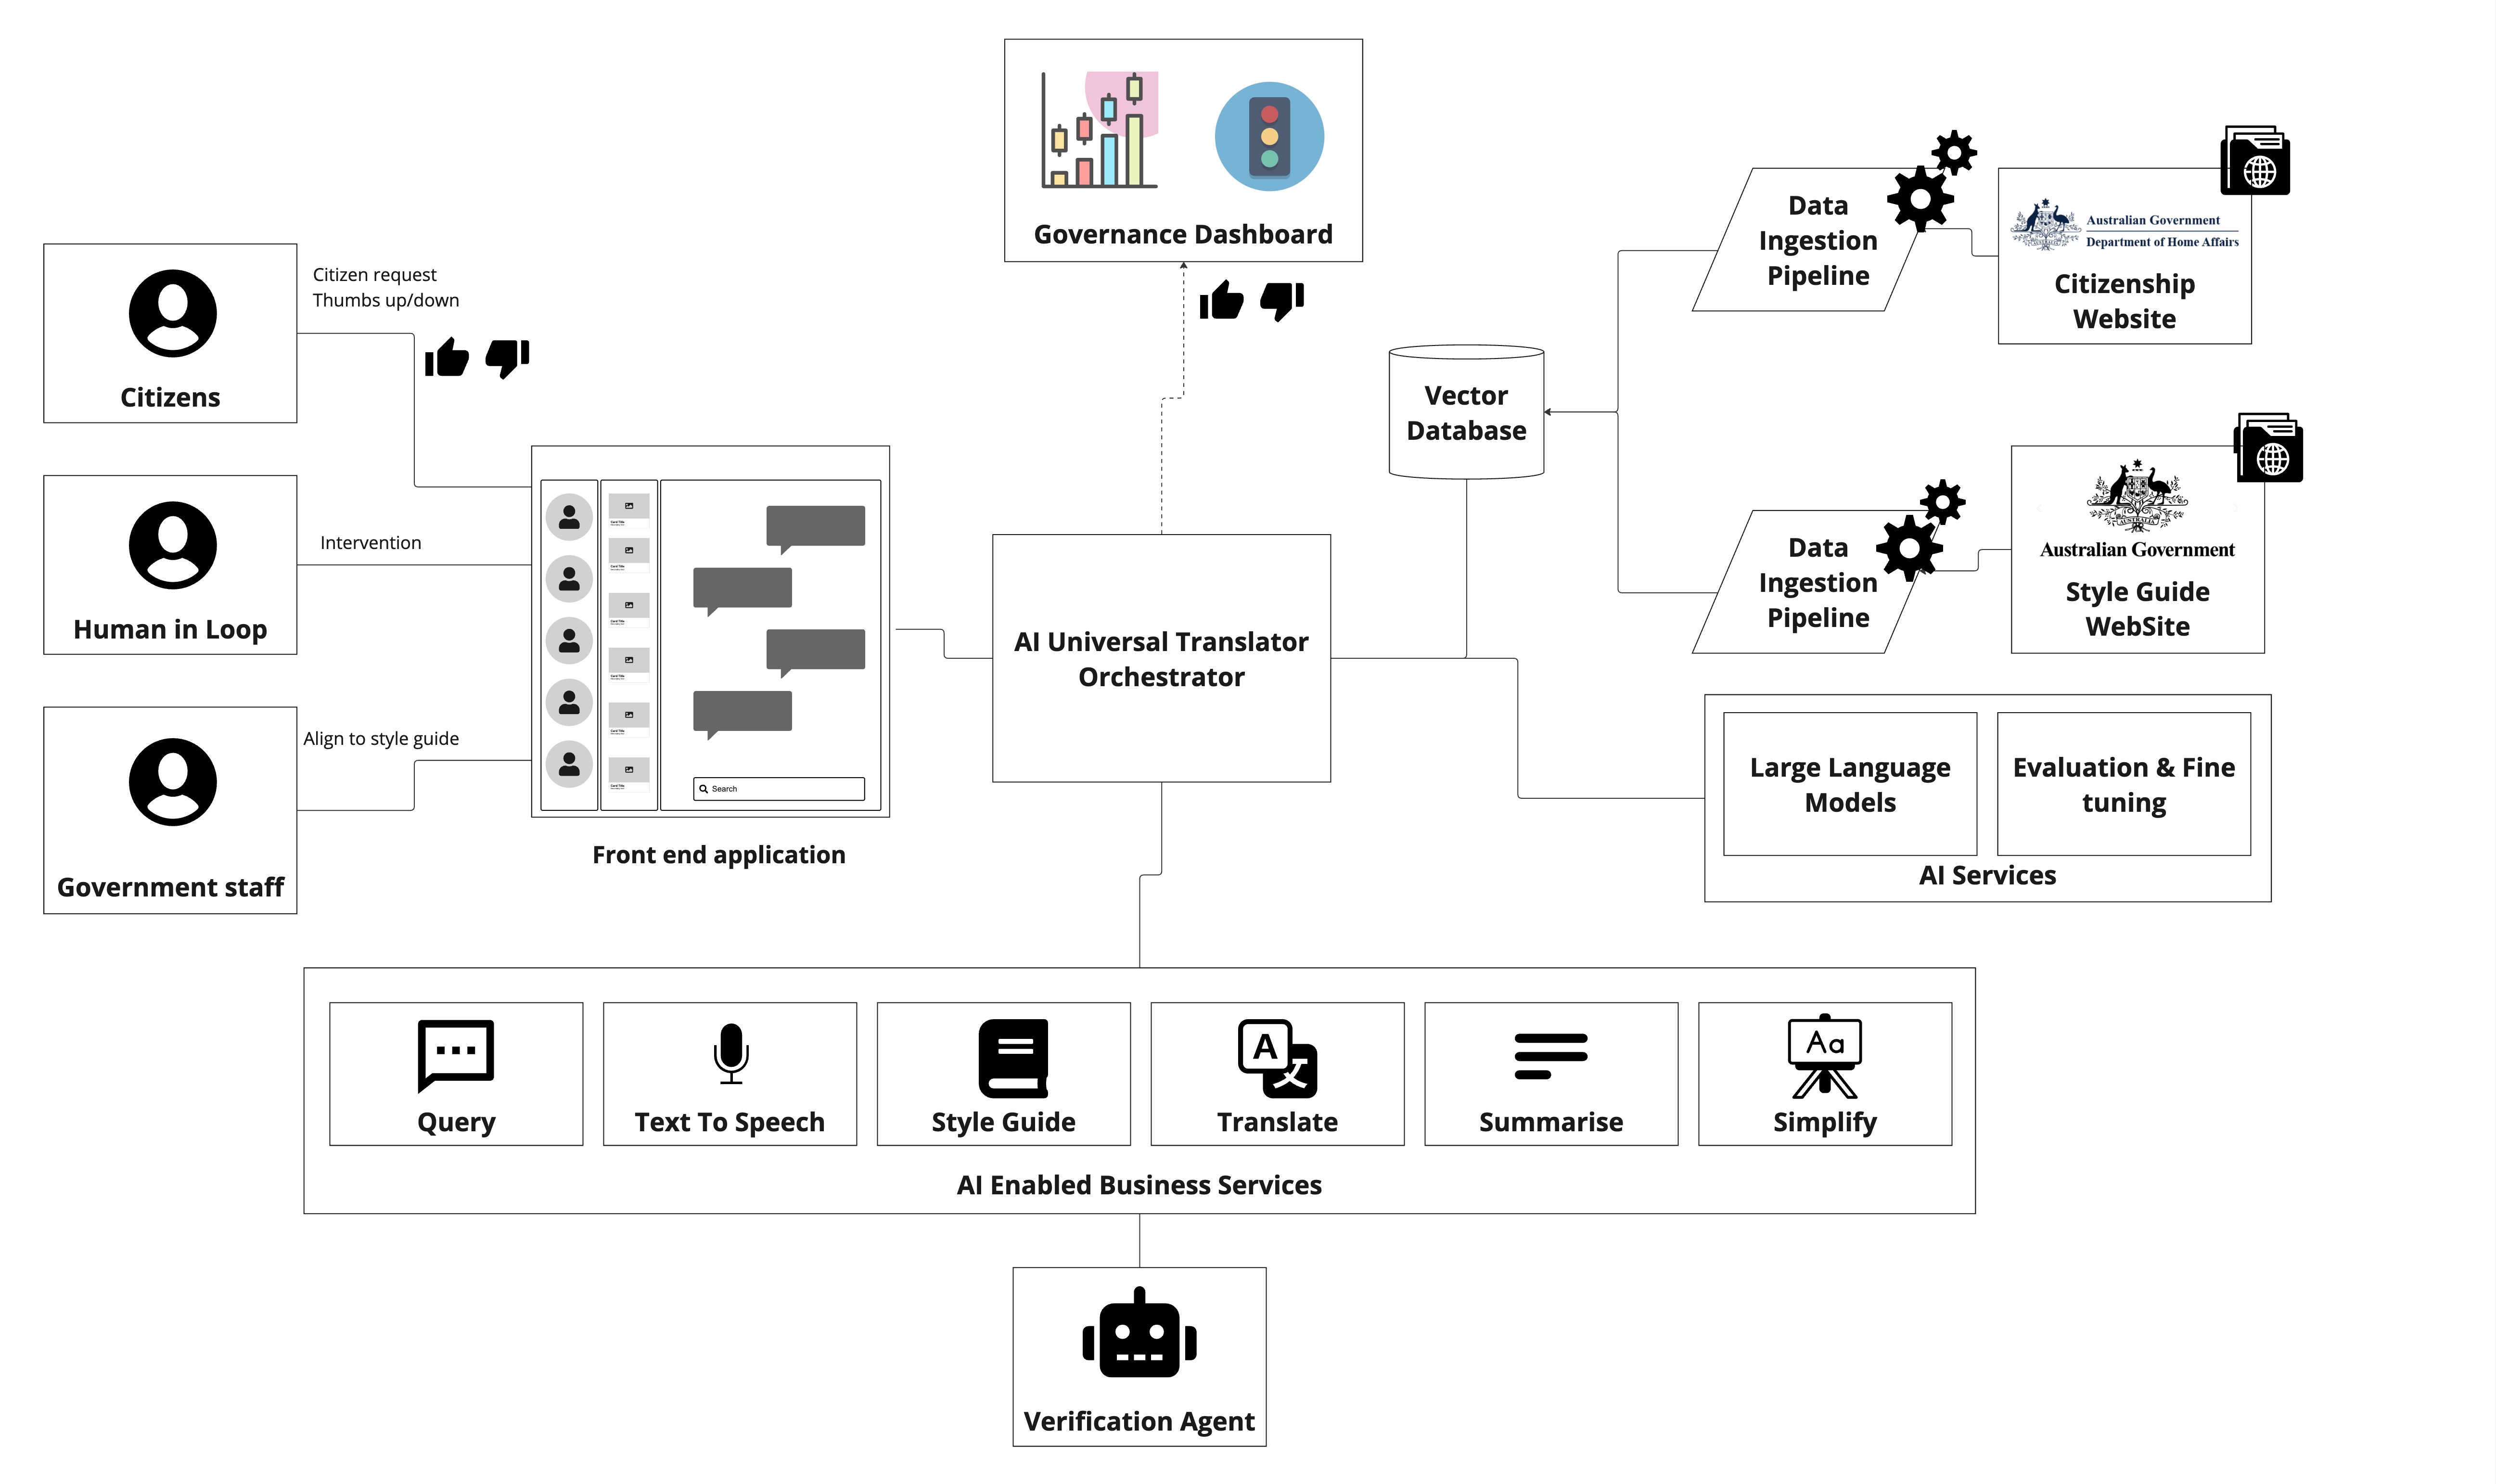 Governance Dashboard
Citizens
Citizen request
Thumbs up/down
Human in Loop
Intervention
Government staff
Align to style guide
Search
Front end application
AI Universal Translator
Orchestrator
Vector
Database
Data
Ingestion
Pipeline
Australian Government
Department of Home Affairs
Citizenship
Website
Data
Ingestion
Pipeline
AUSTRALIA
Australian Government
Style Guide
WebSite
Large Language
Models
Evaluation & Fine
tuning
AI Services
A
文
Aa
Query
Text To Speech
Style Guide
Translate
Summarise
Simplify
AI Enabled Business Services
Verification Agent